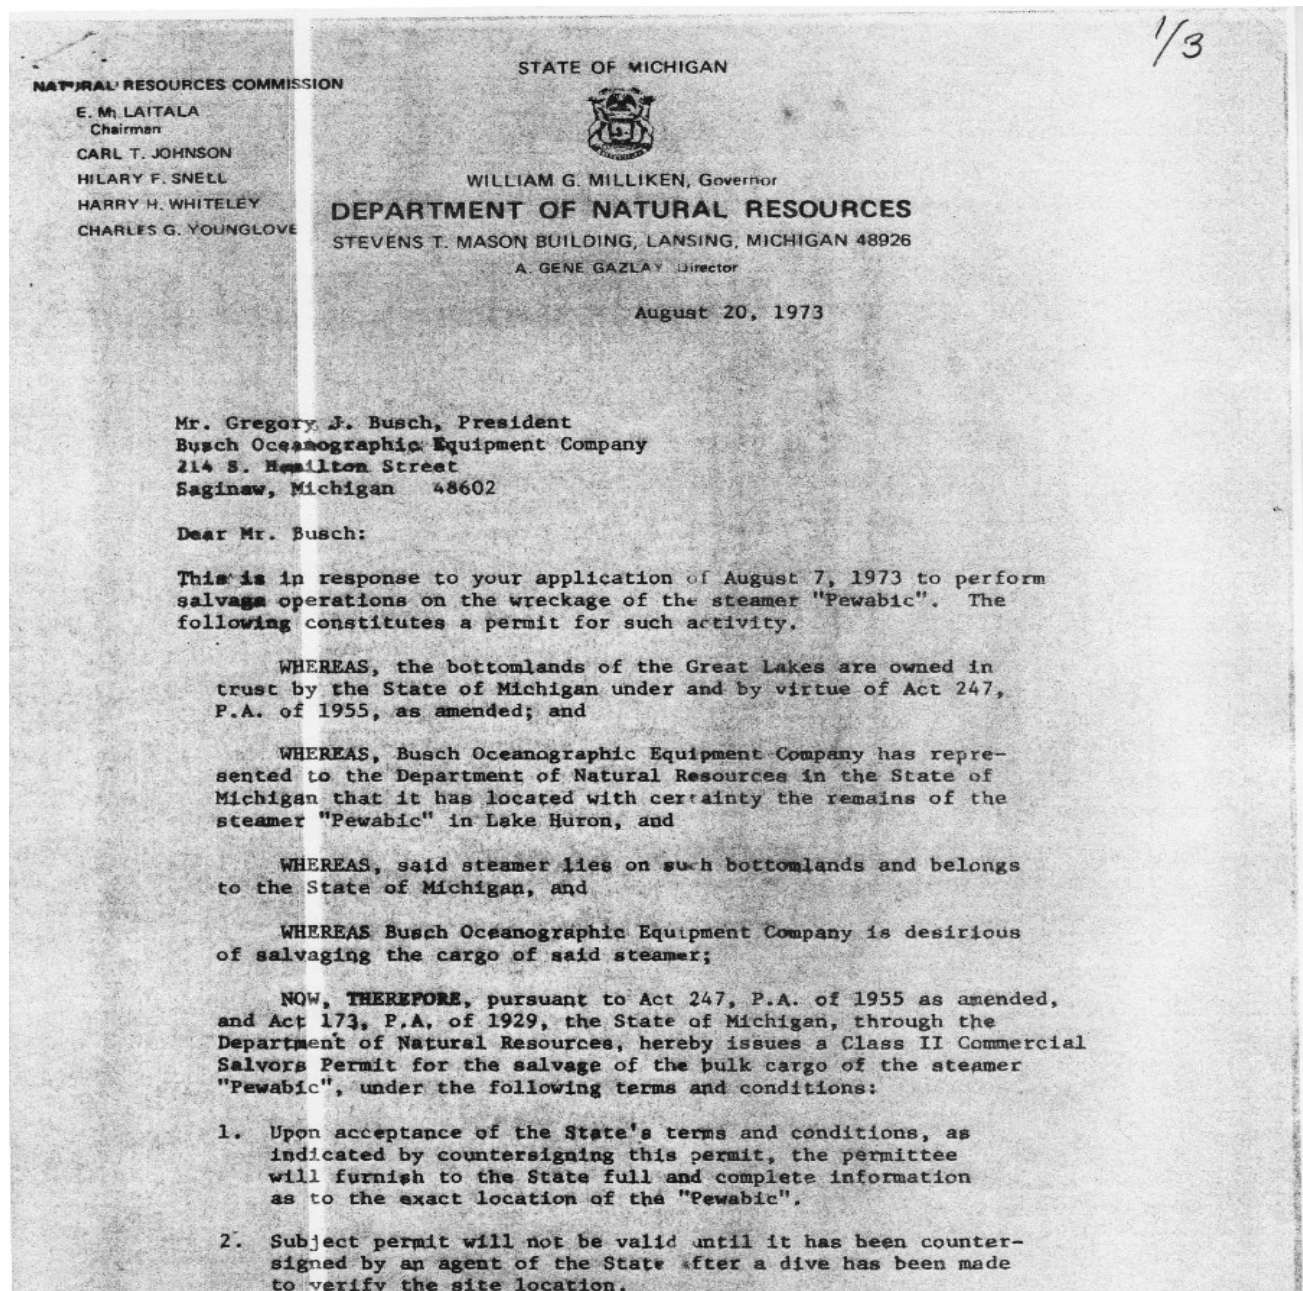 1/3
STATE OF MICHIGAN
NATURAL RESOURCES COMMISSION
E. M. LAITALA
Chairman
CARL T. JOHNSON
HILARY F. SNELL
HARRY H. WHITELEY
CHARLES G. YOUNGLOVE
WILLIAM G. MILLIKEN, Governor
DEPARTMENT OF NATURAL RESOURCES
STEVENS T. MASON BUILDING, LANSING, MICHIGAN 48926
A. GENE GAZLAY Director
August 20, 1973
Mr. Gregory J. Busch, President
Busch Oceanographic Equipment Company
214 S. Hamilton Street
Saginaw, Michigan 48602
Dear Mr. Busch:
This is in response to your application of August 7, 1973 to perform
salvage operations on the wreckage of the steamer "Pewabic". The
following constitutes a permit for such activity.
WHEREAS, the bottomlands of the Great Lakes are owned in
trust by the State of Michigan under and by virtue of Act 247,
P.A. of 1955, as amended; and
WHEREAS, Busch Oceanographic Equipment Company has repre-
sented to the Department of Natural Resources in the State of
Michigan that it has located with certainty the remains of the
steamer "Pewabic" in Lake Huron, and
WHEREAS, said steamer lies on such bottomlands and belongs
to the State of Michigan, and
WHEREAS Busch Oceanographic Equipment Company is desirious
of salvaging the cargo of said steamer;
NOW, THEREFORE, pursuant to Act 247, P.A. of 1955 as amended,
and Act 173, P.A. of 1929, the State of Michigan, through the
Department of Natural Resources, hereby issues a Class II Commercial
Salvors Permit for the salvage of the bulk cargo of the steamer
"Pewabic", under the following terms and conditions:
1. Upon acceptance of the State's terms and conditions, as
indicated by countersigning this permit, the permittee
will furnish to the State full and complete information
as to the exact location of the "Pewabic".
2. Subject permit will not be valid until it has been counter-
signed by an agent of the State after a dive has been made
to verify the site location.